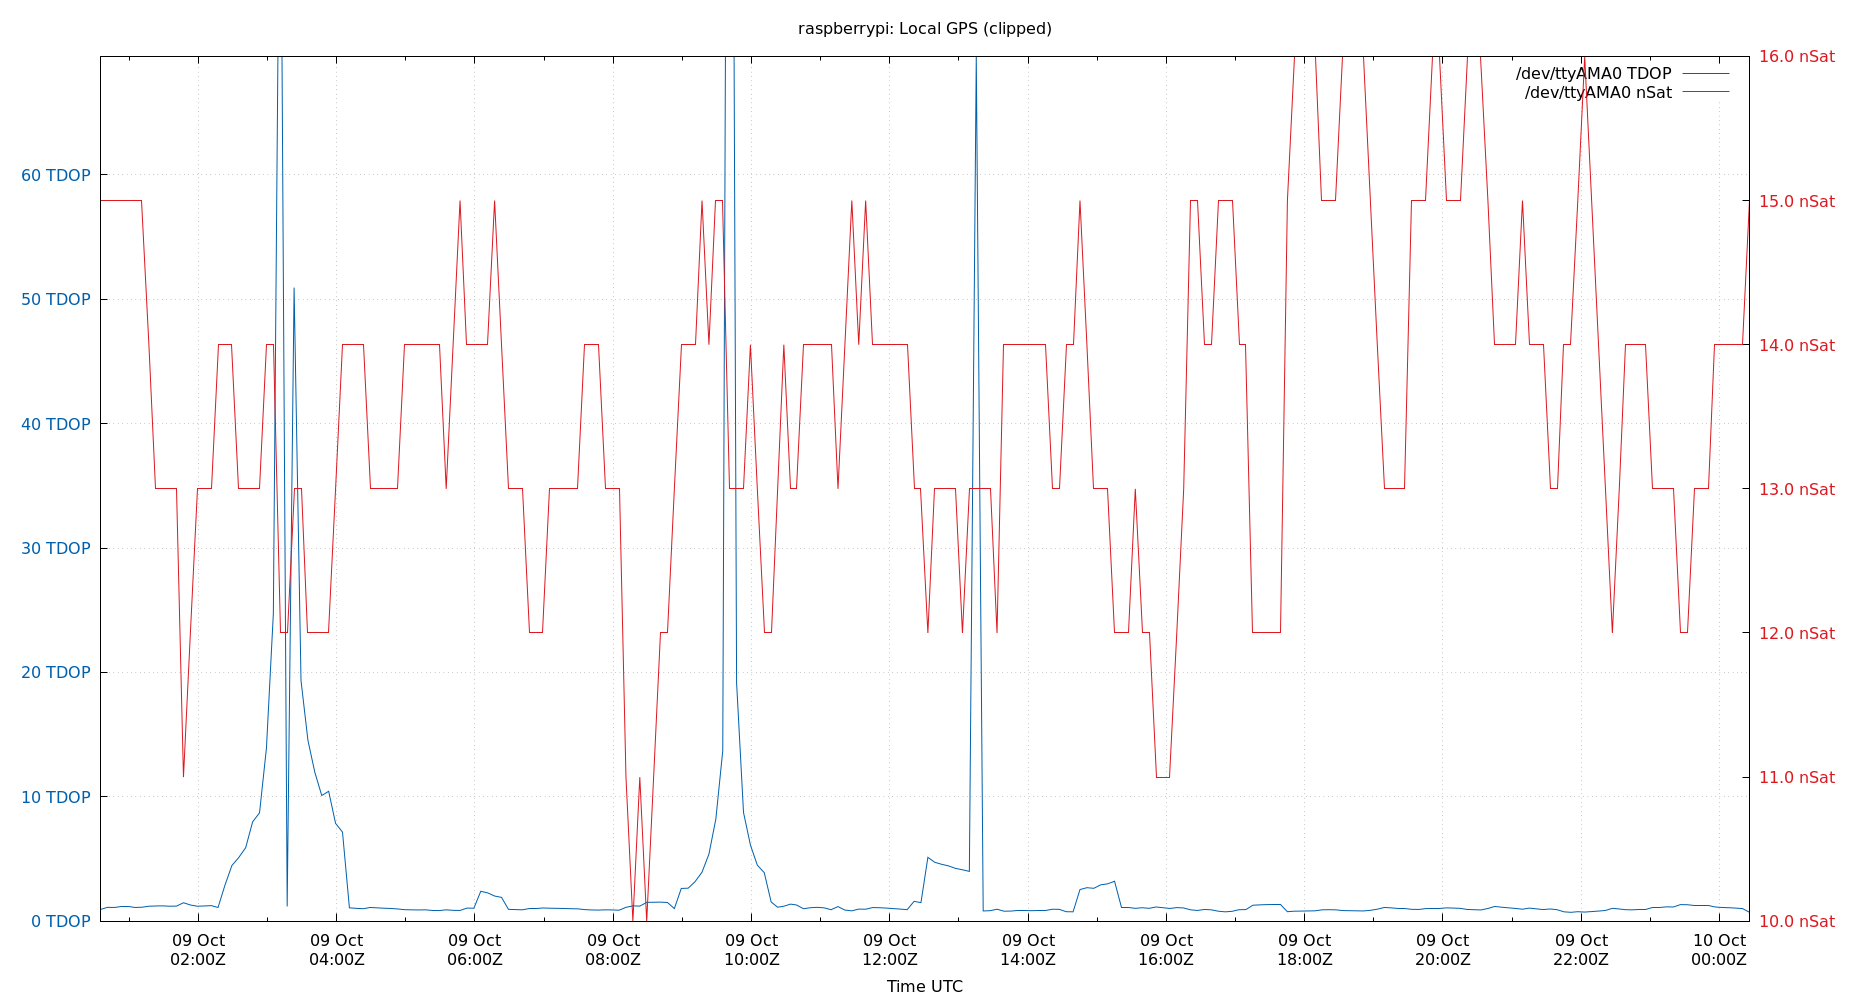 raspberrypi: Local GPS (clipped)
/dev/ttyAMA0 TDOP
/dev/ttyAMA0 nSat
60 TDOP
50 TDOP
40 TDOP
30 TDOP
20 TDOP
10 TDOP
0 TDOP
16.0 nSat
15.0 nSat
14.0 nSat
13.0 nSat
12.0 nSat
11.0 nSat
10.0 nSat
09 Oct
02:00Z
09 Oct
04:00Z
09 Oct
06:00Z
09 Oct
08:00Z
09 Oct
10:00Z
09 Oct
12:00Z
09 Oct
14:00Z
09 Oct
16:00Z
09 Oct
18:00Z
09 Oct
20:00Z
09 Oct
22:00Z
10 Oct
00:00Z
Time UTC